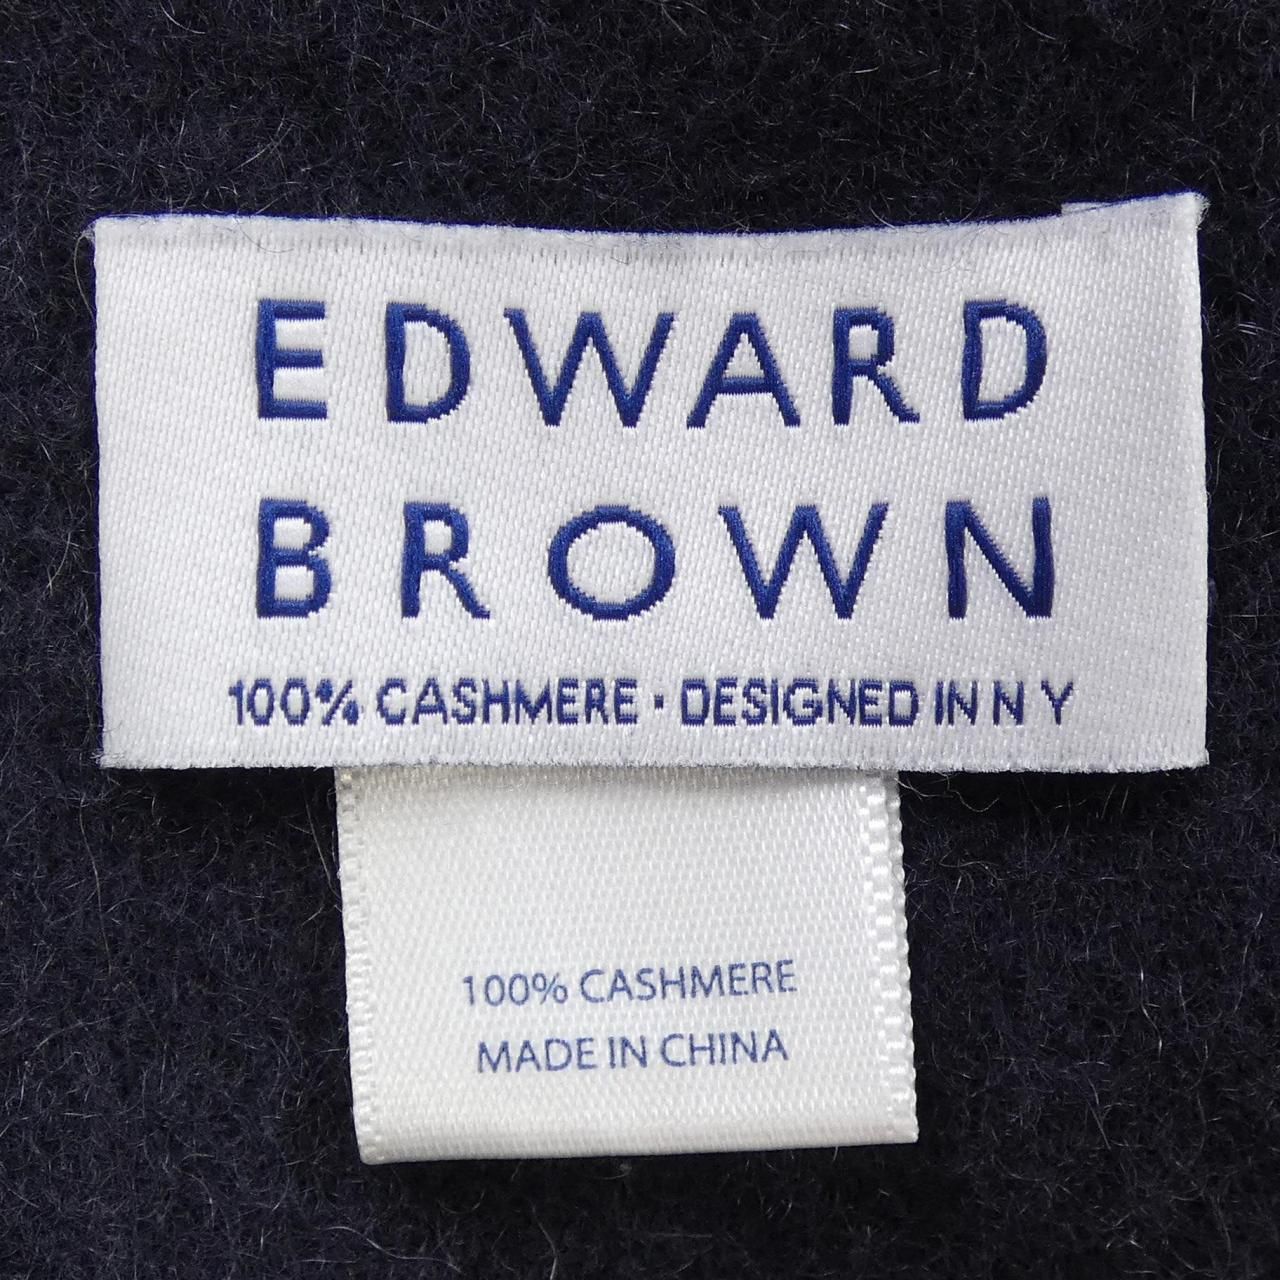 EDWARD
BROWN
100% CASHMERE · DESIGNED IN N Y
100% CASHMERE
MADE IN CHINA